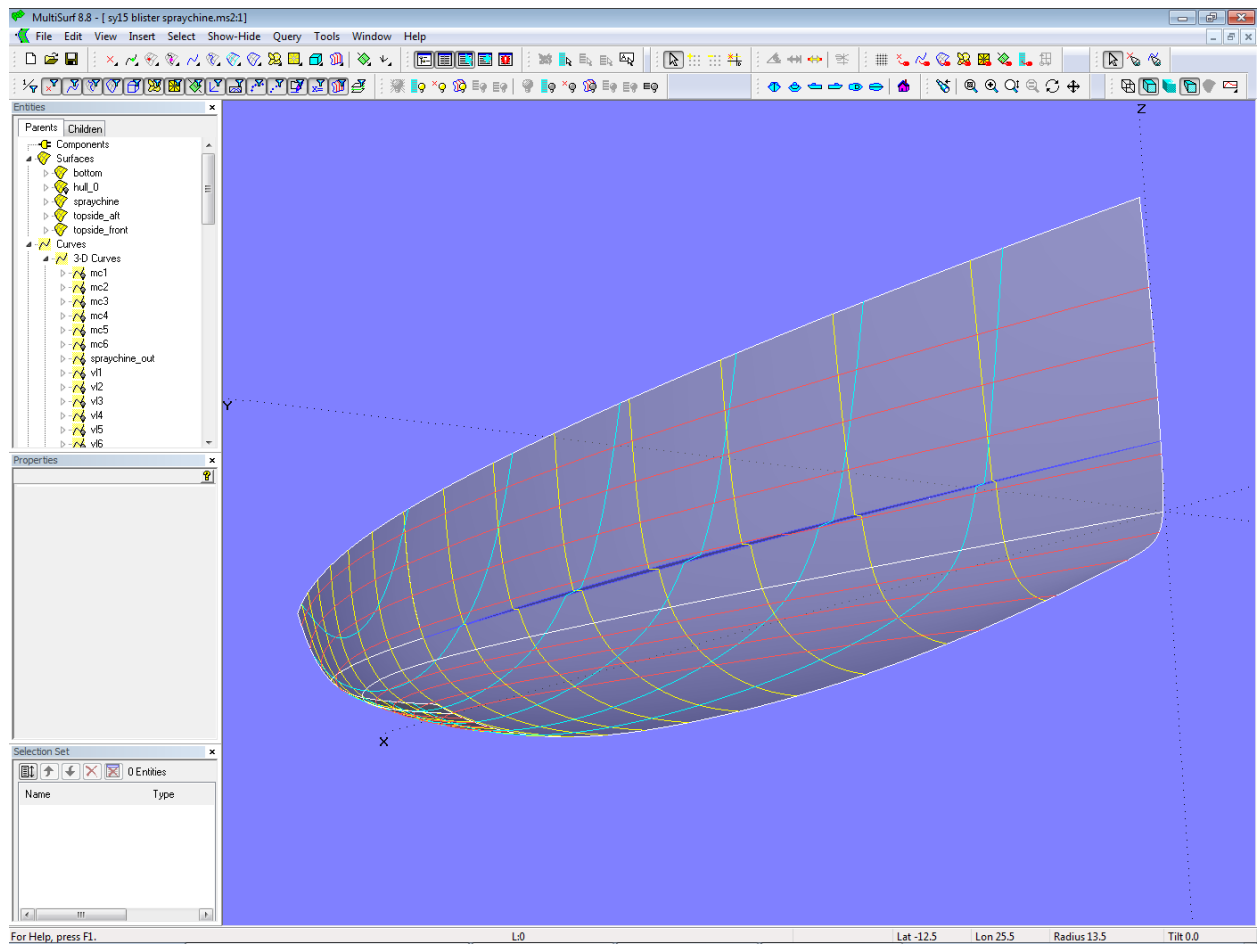 MultiSurf 8.8 - [ sy15 blister spraychine.ms2:1]
File Edit View Insert Select Show-Hide Query Tools Window Help
Entities
Parents Children
Components
Surfaces
bottom
hull_0
spraychine
topside_aft
topside_front
Curves
3-D Curves
mc1
mc2
mc3
mc4
mc5
mc6
spraychine_out
vl1
vl2
vl3
vl4
vl5
vl6
Properties
Selection Set
0 Entities
Name Type
Z
Y
X
For Help, press F1. L:0 Lat -12.5 Lon 25.5 Radius 13.5 Tilt 0.0